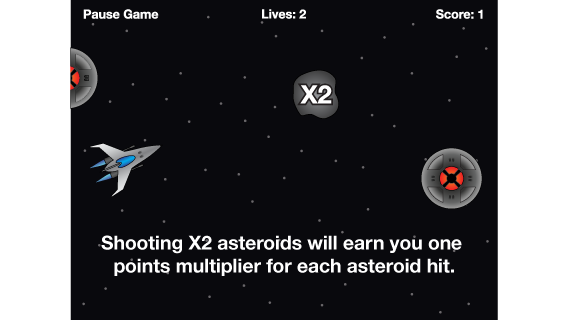 Pause Game Lives: 2 Score: 1
X2
Shooting X2 asteroids will earn you one
points multiplier for each asteroid hit.